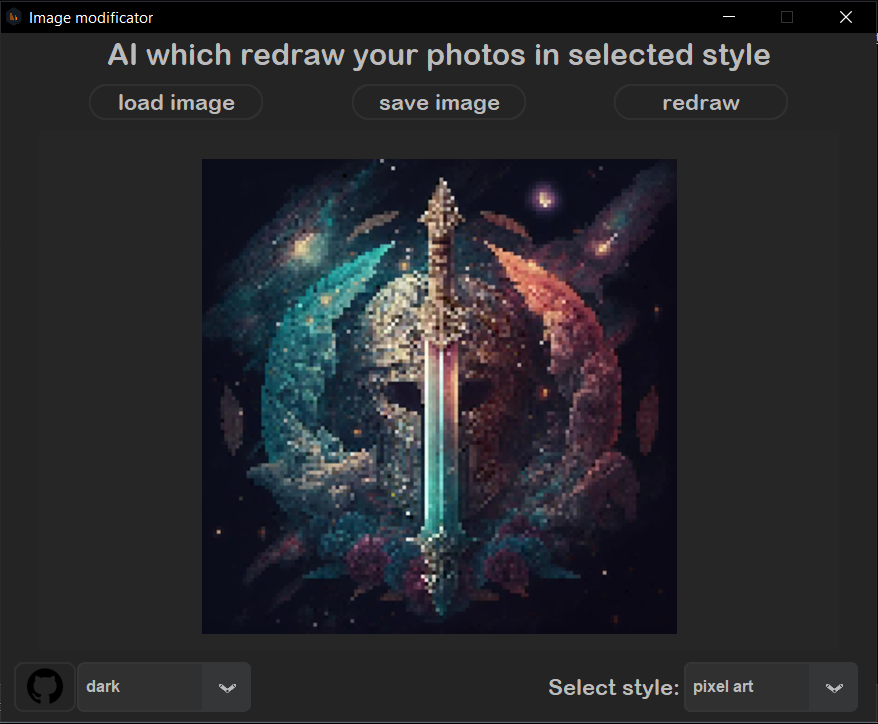 Image modificator
AI which redraw your photos in selected style
load image save image redraw
dark Select style: pixel art